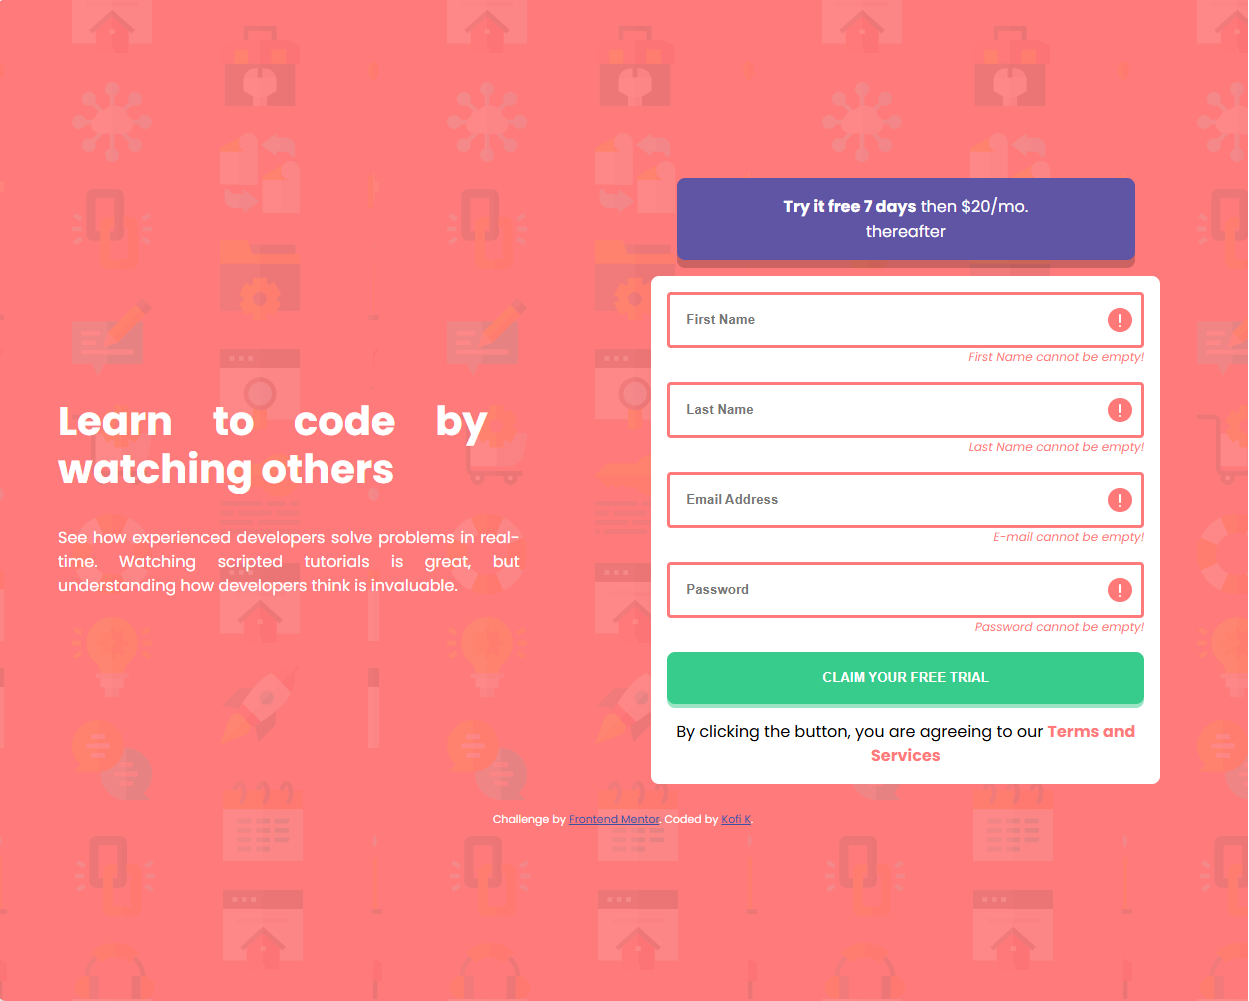 Learn to code by
watching others
See how experienced developers solve problems in real-
time. Watching scripted tutorials is great, but
understanding how developers think is invaluable.
Try it free 7 days then $20/mo.
thereafter
First Name
!
First Name cannot be empty!
Last Name
!
Last Name cannot be empty!
Email Address
!
E-mail cannot be empty!
Password
!
Password cannot be empty!
CLAIM YOUR FREE TRIAL
By clicking the button, you are agreeing to our Terms and
Services
Challenge by Frontend Mentor. Coded by Kofi K.